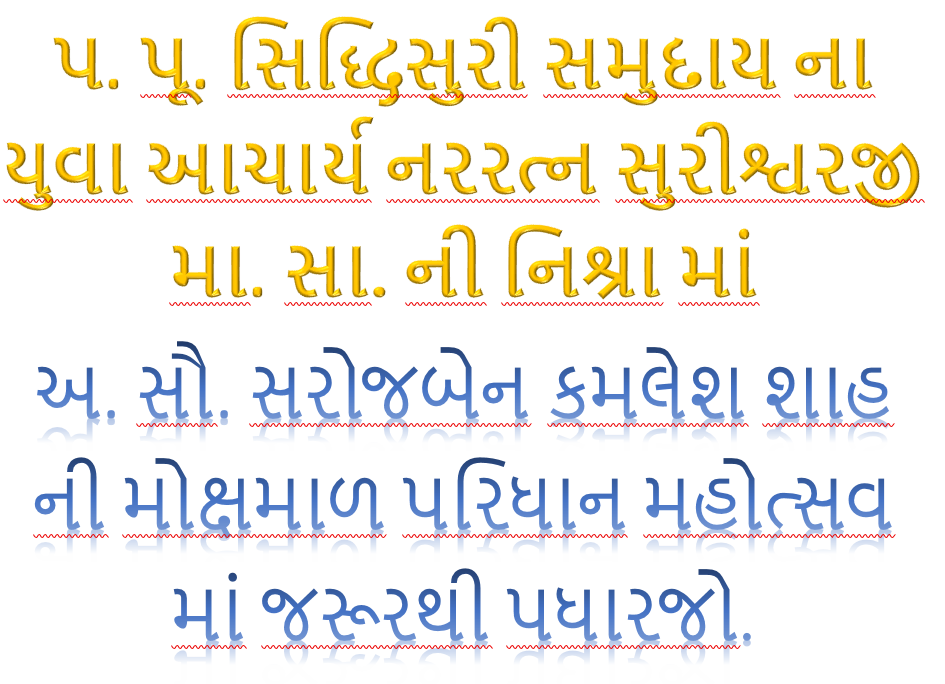 પ. પૂ. સિદ્ધિસુરી સમુદાય ના
યુવા આચાર્ય નરરત્ન સુરીશ્વરજી
મા. સા. ની નિશ્રા માં
અ. સૌ. સરોજબેન કમલેશ શાહ
ની મોક્ષમાળ પરિધાન મહોત્સવ
માં જરૂરથી પધારજો.